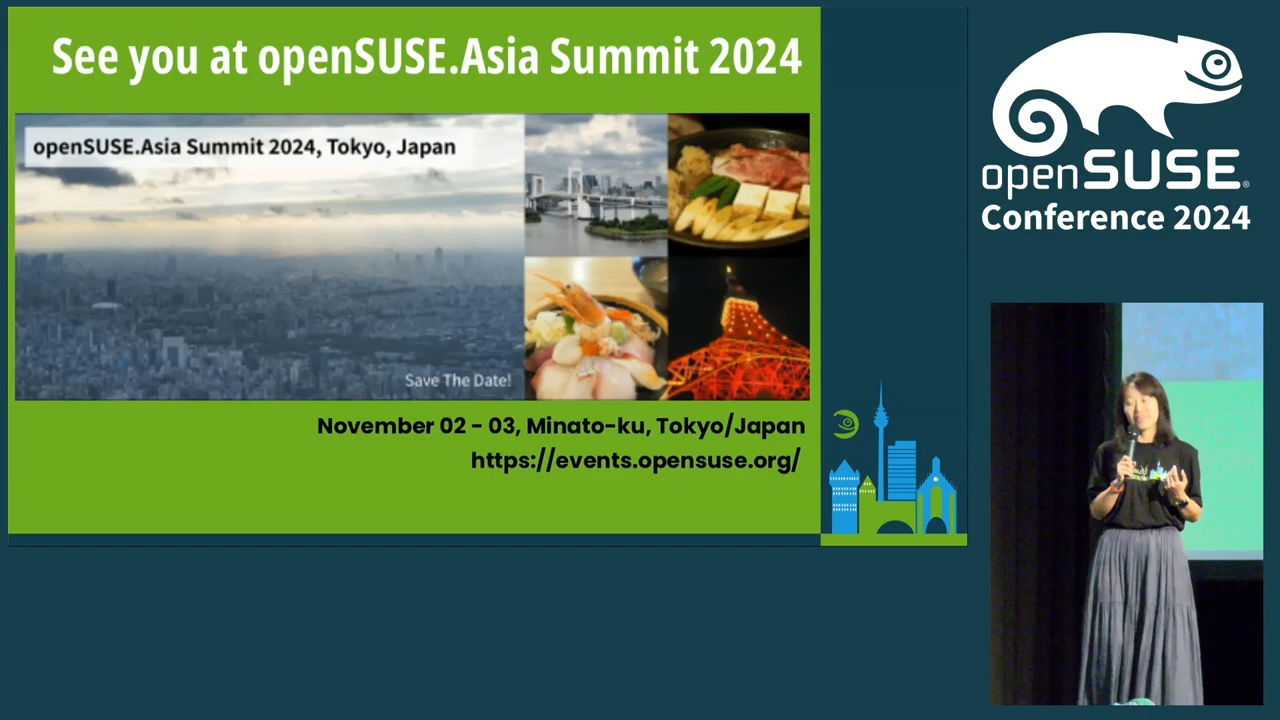 See you at openSUSE.Asia Summit 2024
openSUSE.Asia Summit 2024, Tokyo, Japan
Save The Date!
November 02 - 03, Minato-ku, Tokyo/Japan
https://events.opensuse.org/
openSUSE®
Conference 2024